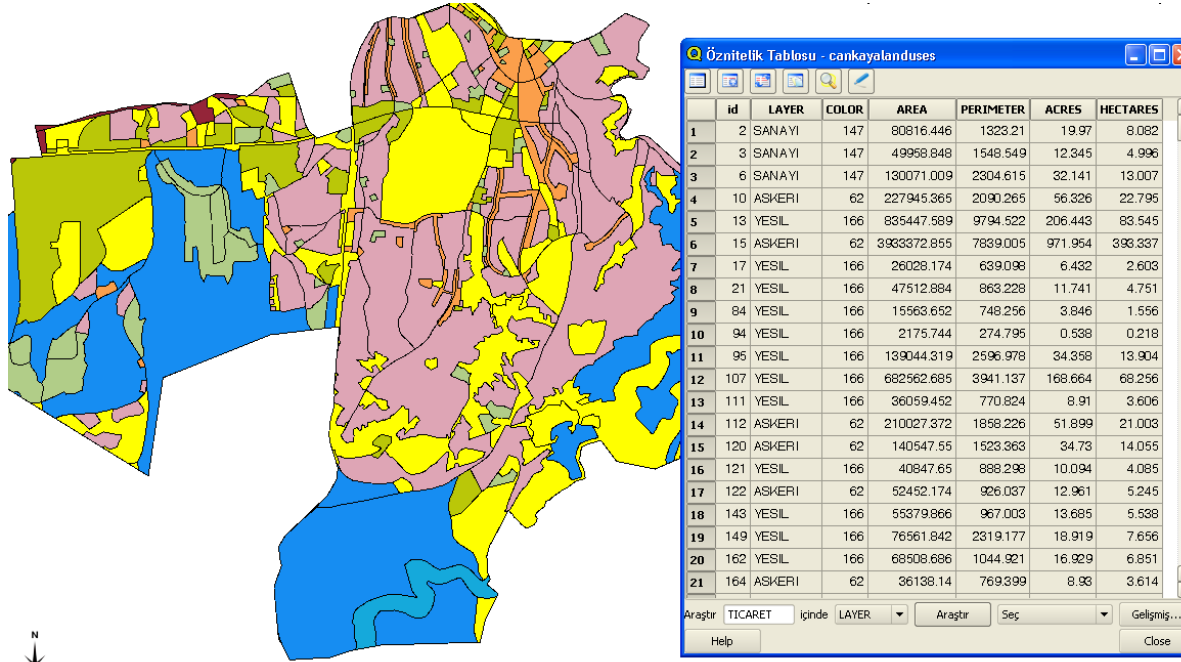 Öznitelik Tablosu - cankayalanduses
id LAYER COLOR AREA PERIMETER ACRES HECTARES
1 2 SANAYI 147 80816.446 1323.21 19.97 8.082
2 3 SANAYI 147 49958.848 1548.549 12.345 4.996
3 6 SANAYI 147 130071.009 2304.615 32.141 13.007
4 10 ASKERI 62 227945.365 2090.265 56.326 22.795
5 13 YESIL 166 835447.589 9794.522 206.443 83.545
6 15 ASKERI 62 3933372.855 7839.005 971.954 393.337
7 17 YESIL 166 26028.174 639.098 6.432 2.603
8 21 YESIL 166 47512.884 863.228 11.741 4.751
9 84 YESIL 166 15563.652 748.256 3.846 1.556
10 94 YESIL 166 2175.744 274.795 0.538 0.218
11 95 YESIL 166 139044.319 2596.978 34.358 13.904
12 107 YESIL 166 682562.685 3941.137 168.664 68.256
13 111 YESIL 166 36059.452 770.824 8.91 3.606
14 112 ASKERI 62 210027.372 1858.226 51.899 21.003
15 120 ASKERI 62 140547.55 1523.363 34.73 14.055
16 121 YESIL 166 40847.65 888.298 10.094 4.085
17 122 ASKERI 62 52452.174 926.037 12.961 5.245
18 143 YESIL 166 55379.866 967.003 13.685 5.538
19 149 YESIL 166 76561.842 2319.177 18.919 7.656
20 162 YESIL 166 68508.686 1044.921 16.929 6.851
21 164 ASKERI 62 36138.14 769.399 8.93 3.614
Araştır TICARET içinde LAYER Araştır Seç Gelişmiş...
Help Close
N